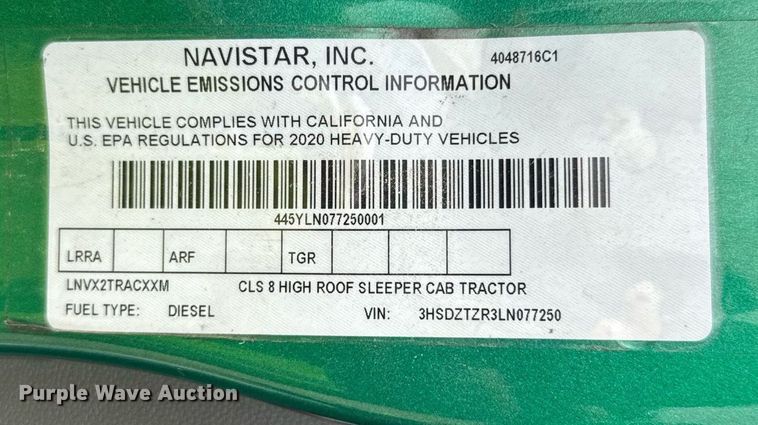 NAVISTAR, INC. 4048716C1
VEHICLE EMISSIONS CONTROL INFORMATION
THIS VEHICLE COMPLIES WITH CALIFORNIA AND
U.S. EPA REGULATIONS FOR 2020 HEAVY-DUTY VEHICLES
445YLN077250001
LRRA ARF TGR
LNVX2TRACXXM CLS 8 HIGH ROOF SLEEPER CAB TRACTOR
FUEL TYPE: DIESEL VIN: 3HSDZTZR3LN077250
Purple Wave Auction